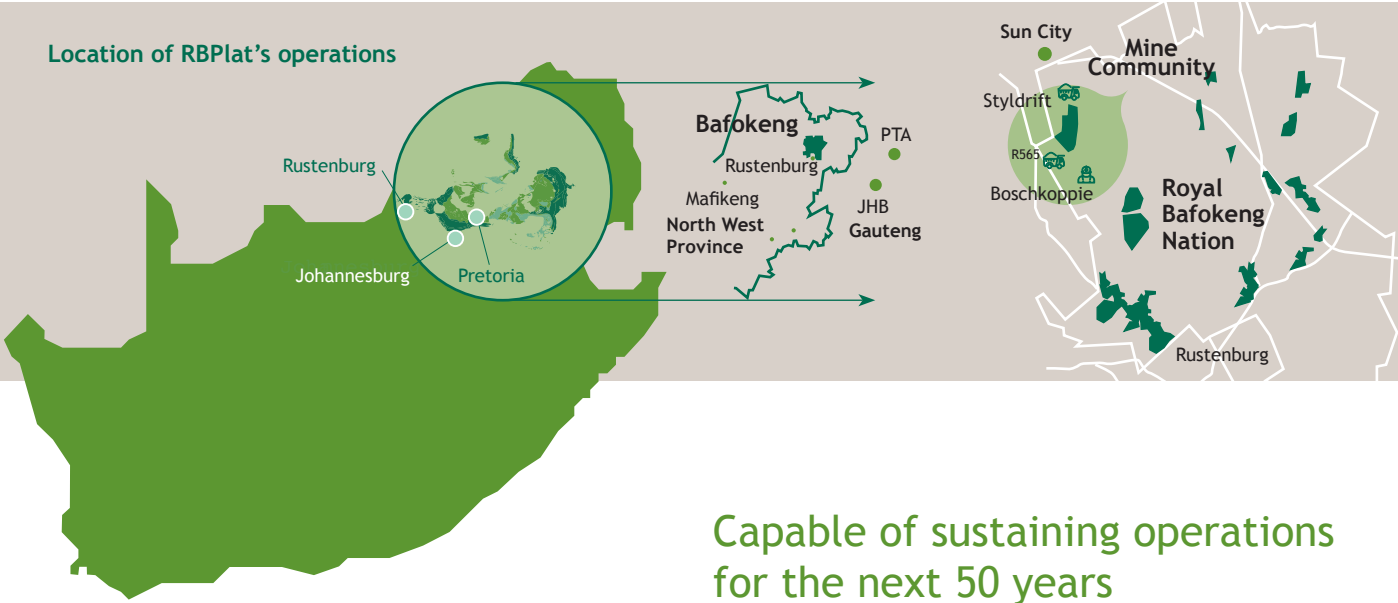 Location of RBPlat's operations
Rustenburg
Johannesburg
Pretoria
Bafokeng
Rustenburg
Mafikeng
North West
Province
PTA
JHB
Gauteng
Sun City
Mine
Community
Styldrift
R565
Boschkoppie
Royal
Bafokeng
Nation
Rustenburg
Capable of sustaining operations
for the next 50 years